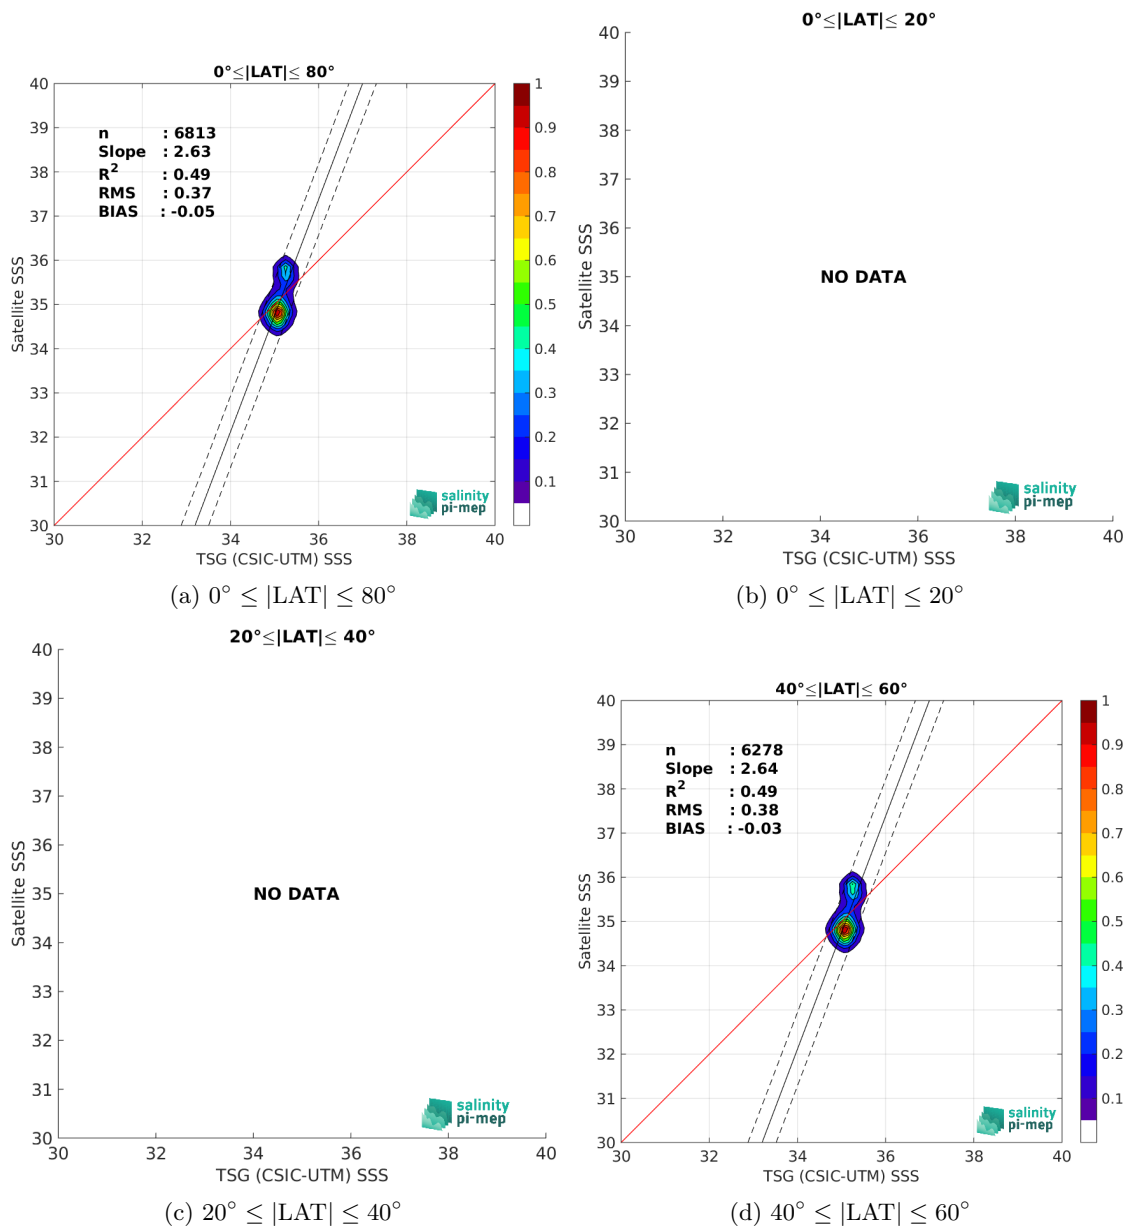 0°≤|LAT|≤ 80°
40
39
38
37
36
35
34
33
32
31
30
Satellite SSS
n : 6813
Slope : 2.63
R2 : 0.49
RMS : 0.37
BIAS : -0.05
salinity
pi-mep
30 32 34 36 38 40
TSG (CSIC-UTM) SSS
1
0.9
0.8
0.7
0.6
0.5
0.4
0.3
0.2
0.1
(a) 0° ≤ |LAT| ≤ 80°
0°≤|LAT|≤ 20°
40
39
38
37
36
35
34
33
32
31
30
Satellite SSS
NO DATA
salinity
pi-mep
30 32 34 36 38 40
TSG (CSIC-UTM) SSS
(b) 0° ≤ |LAT| ≤ 20°
20°≤|LAT|≤ 40°
40
39
38
37
36
35
34
33
32
31
30
Satellite SSS
NO DATA
salinity
pi-mep
30 32 34 36 38 40
TSG (CSIC-UTM) SSS
(c) 20° ≤ |LAT| ≤ 40°
40°≤|LAT|≤ 60°
40
39
38
37
36
35
34
33
32
31
30
Satellite SSS
n : 6278
Slope : 2.64
R2 : 0.49
RMS : 0.38
BIAS : -0.03
salinity
pi-mep
30 32 34 36 38 40
TSG (CSIC-UTM) SSS
1
0.9
0.8
0.7
0.6
0.5
0.4
0.3
0.2
0.1
(d) 40° ≤ |LAT| ≤ 60°